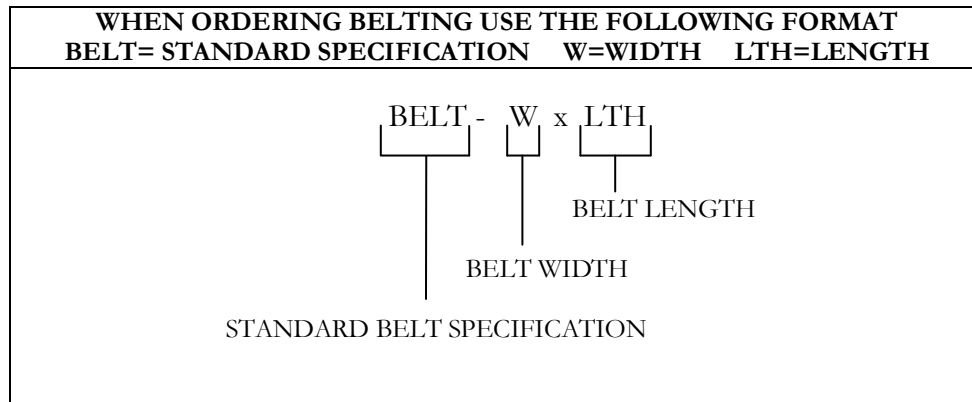 WHEN ORDERING BELTING USE THE FOLLOWING FORMAT
BELT= STANDARD SPECIFICATION W=WIDTH LTH=LENGTH
BELT - W x LTH
BELT LENGTH
BELT WIDTH
STANDARD BELT SPECIFICATION